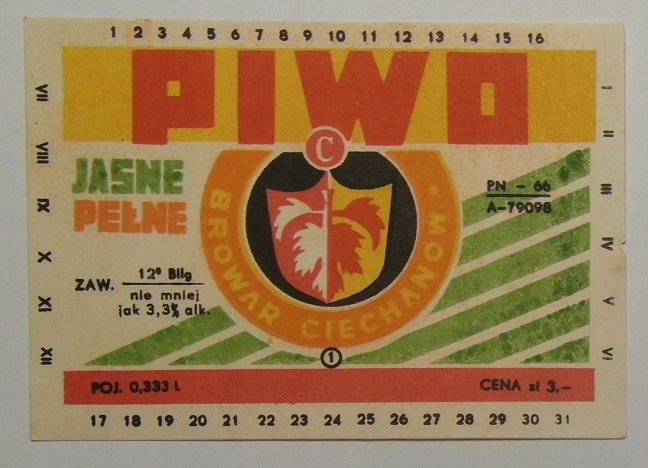 1 2 3 4 5 6 7 8 9 10 11 12 13 14 15 16
PIWO
C
JASNE
PEŁNE
ZAW. 12° Bllg
nie mniej
jak 3,3% alk.
BROWAR CIECHANÓW
PN - 66
A-79098
1
VII
VIII
XI
X
IX
XII
I
II
III
IV
V
VI
POJ. 0,333 L
CENA zł 3,—
17 18 19 20 21 22 23 24 25 26 27 28 29 30 31